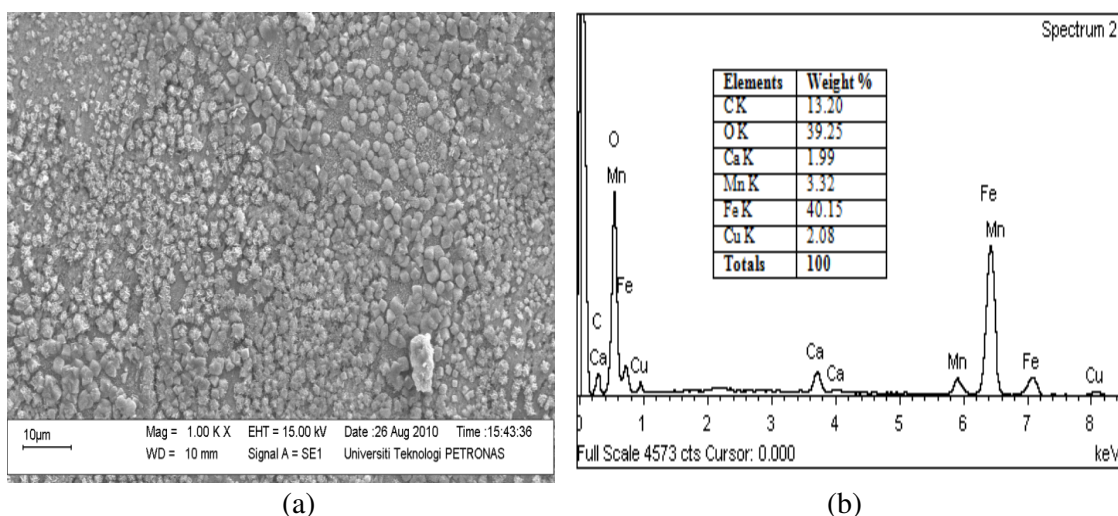 10µm
Mag = 1.00 K X EHT = 15.00 kV Date :26 Aug 2010 Time :15:43:36
WD = 10 mm Signal A = SE1 Universiti Teknologi PETRONAS
(a)
Spectrum 2
Elements Weight %
C K 13.20
O K 39.25
Ca K 1.99
Mn K 3.32
Fe K 40.15
Cu K 2.08
Totals 100
O
Mn
Fe
C
Ca
Cu
Ca
Ca
Fe
Mn
Mn
Fe
Cu
0 1 2 3 4 5 6 7 8
Full Scale 4573 cts Cursor: 0.000 keV
(b)